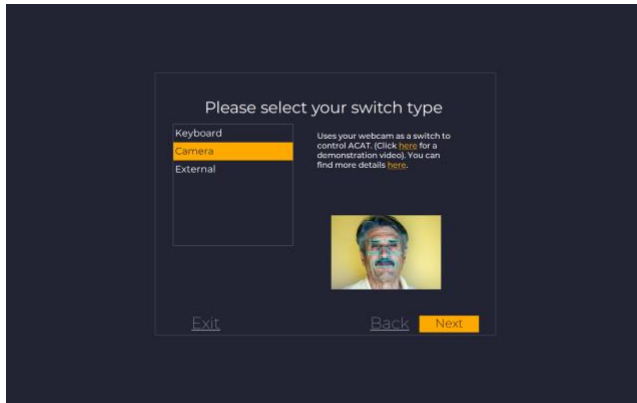 Please select your switch type
Keyboard
Camera
External
Uses your webcam as a switch to
control ACAT. (Click here for a
demonstration video). You can
find more details here.
Exit
Back
Next